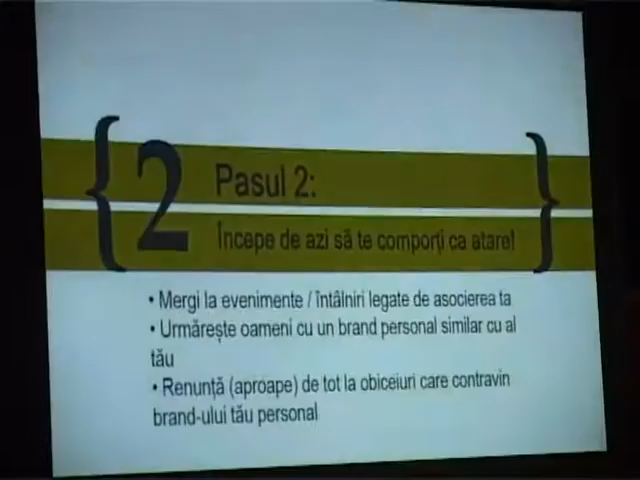 2
Pasul 2:
Începe de azi să te comporți ca atare!
• Mergi la evenimente / întâlniri legate de asocierea ta
• Urmărește oameni cu un brand personal similar cu al
tău
• Renunță (aproape) de tot la obiceiuri care contravin
brand-ului tău personal